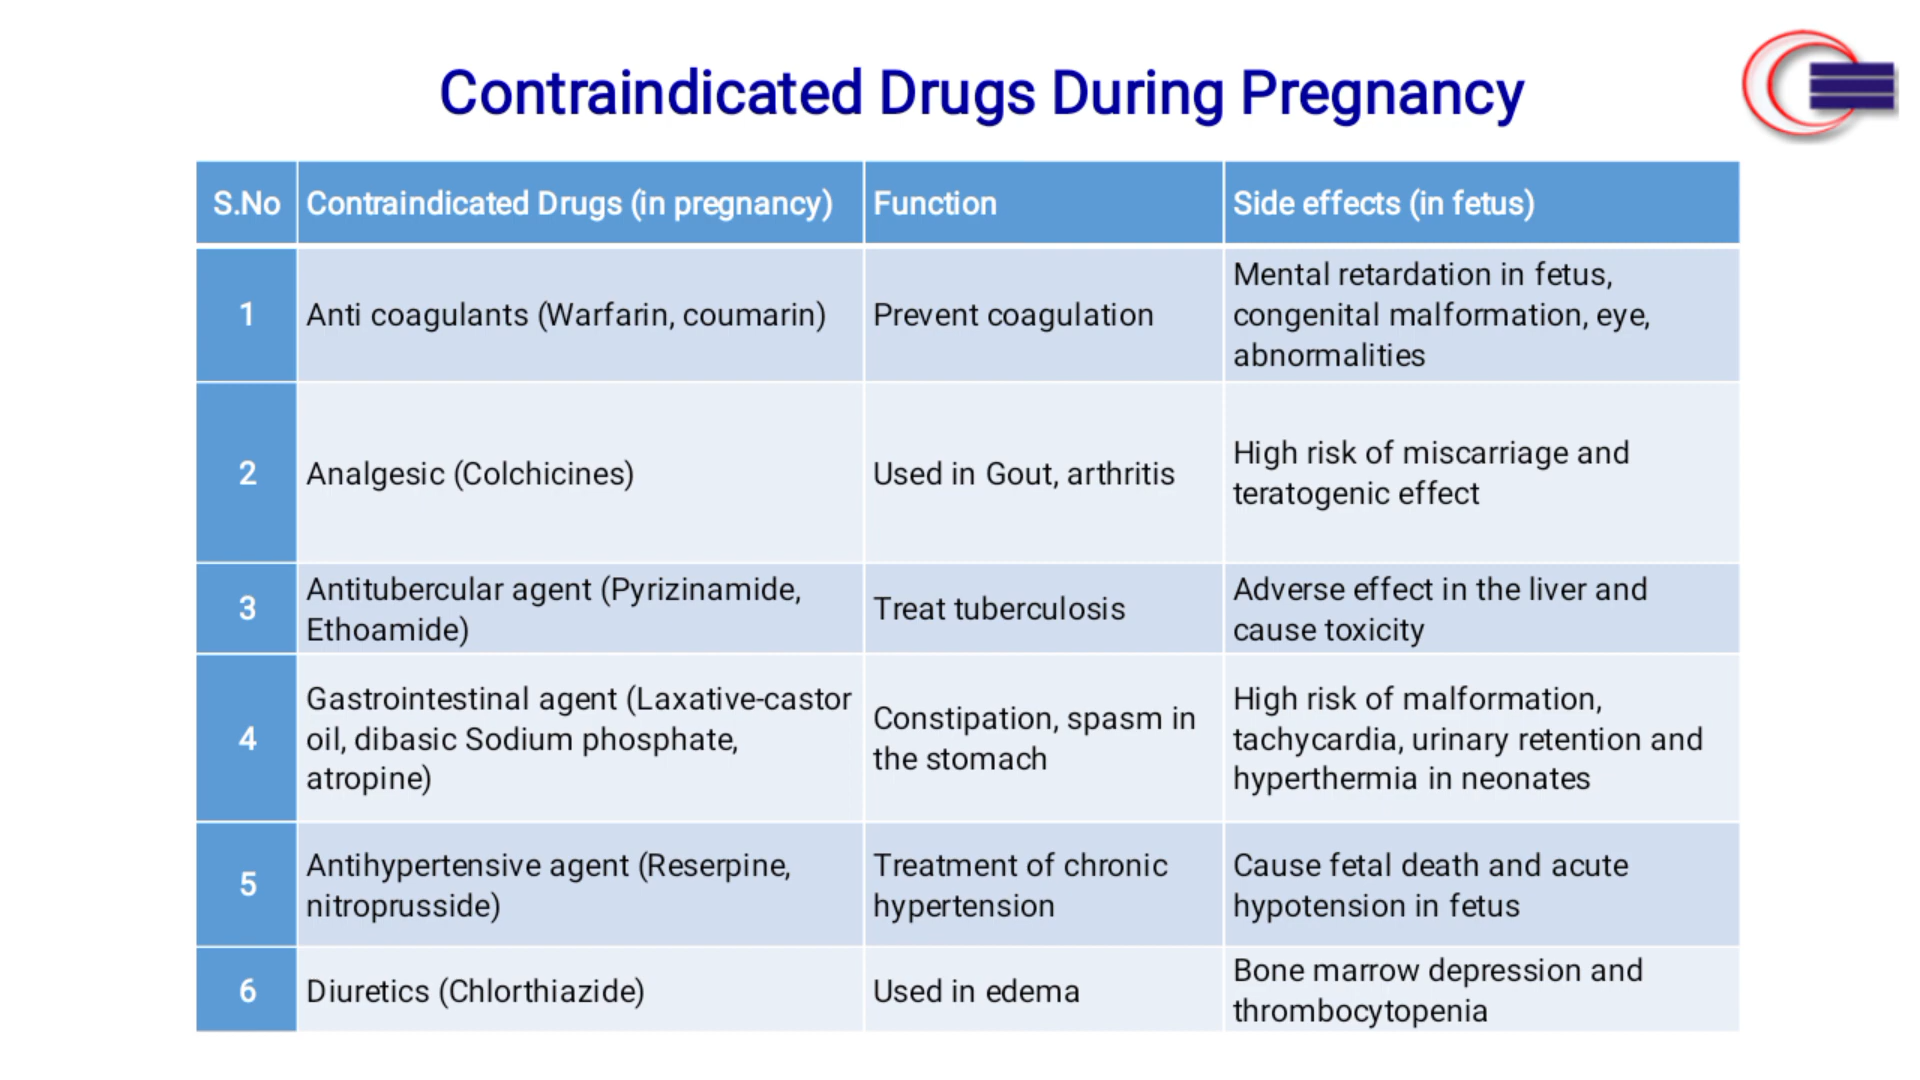 Contraindicated Drugs During Pregnancy
S.No Contraindicated Drugs (in pregnancy) Function Side effects (in fetus)
1 Anti coagulants (Warfarin, coumarin) Prevent coagulation Mental retardation in fetus,
congenital malformation, eye,
abnormalities
2 Analgesic (Colchicines) Used in Gout, arthritis High risk of miscarriage and
teratogenic effect
3 Antitubercular agent (Pyrizinamide,
Ethoamide)
Treat tuberculosis
Adverse effect in the liver and
cause toxicity
4 Gastrointestinal agent (Laxative-castor
oil, dibasic Sodium phosphate,
atropine)
Constipation, spasm in
the stomach
High risk of malformation,
tachycardia, urinary retention and
hyperthermia in neonates
5 Antihypertensive agent (Reserpine,
nitroprusside)
Treatment of chronic
hypertension
Cause fetal death and acute
hypotension in fetus
6 Diuretics (Chlorthiazide) Used in edema Bone marrow depression and
thrombocytopenia